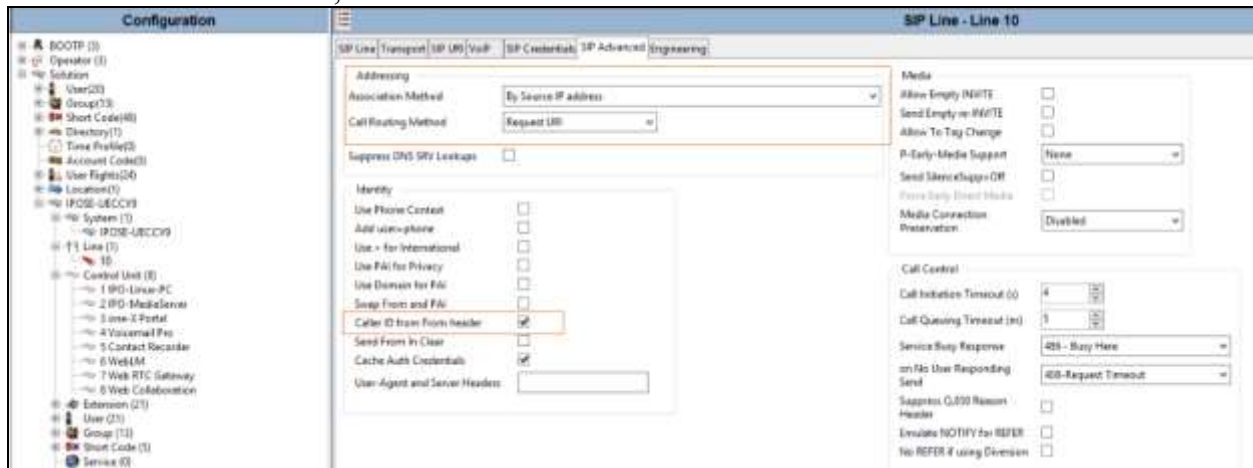 Configuration
SIP Line - Line 10
BOOTP (3)
Operator (3)
Solution
User(20)
Group(13)
Short Code(48)
Directory(1)
Time Profile(0)
Account Code(0)
User Rights(24)
Location(1)
IPOSE-UECCV9
System (1)
IPOSE-UECCV9
Line (1)
10
Control Unit (8)
1 IPO-Linux-PC
2 IPO-MediaServer
3 one-X Portal
4 Voicemail Pro
5 Contact Recorder
6 WebLM
7 Web RTC Gateway
8 Web Collaboration
Extension (21)
User (21)
Group (13)
Short Code (5)
Service (0)
SIP Line Transport SIP URI VoIP SIP Credentials SIP Advanced Engineering
Addressing
Association Method By Source IP address
Call Routing Method Request URI
Suppress DNS SRV Lookups
Identity
Use Phone Context
Add user=phone
Use + for International
Use PAI for Privacy
Use Domain for PAI
Swap From and PAI
Caller ID from From header
Send From In Clear
Cache Auth Credentials
User-Agent and Server Headers
Media
Allow Empty INVITE
Send Empty re-INVITE
Allow To Tag Change
P-Early-Media Support None
Send SilenceSupp=Off
Force Early Direct Media
Media Connection
Preservation Disabled
Call Control
Call Initiation Timeout (s) 4
Call Queuing Timeout (m) 5
Service Busy Response 486 - Busy Here
on No User Responding
Send 408-Request Timeout
Suppress Q.850 Reason
Header
Emulate NOTIFY for REFER
No REFER if using Diversion